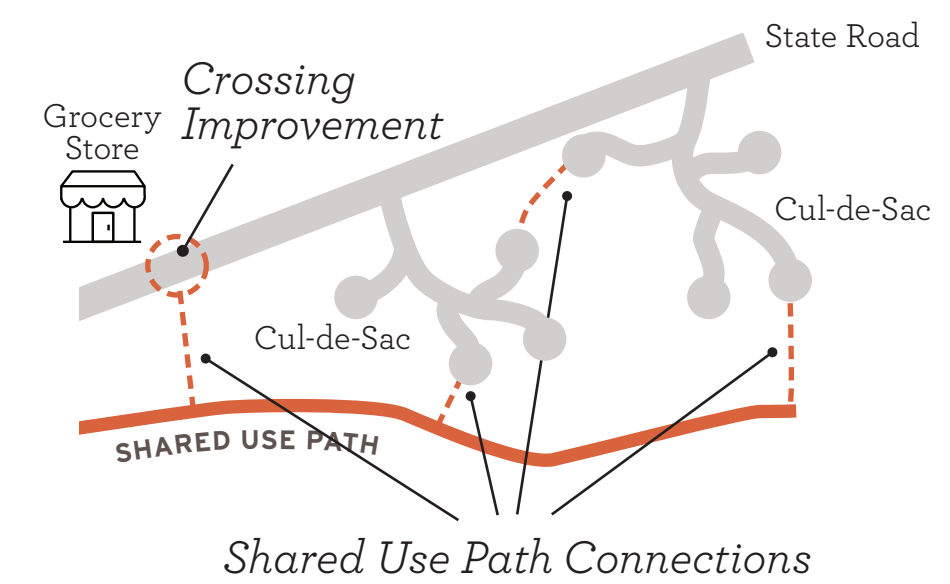 State Road
Crossing
Improvement
Grocery
Store
Cul-de-Sac
Cul-de-Sac
SHARED USE PATH
Shared Use Path Connections